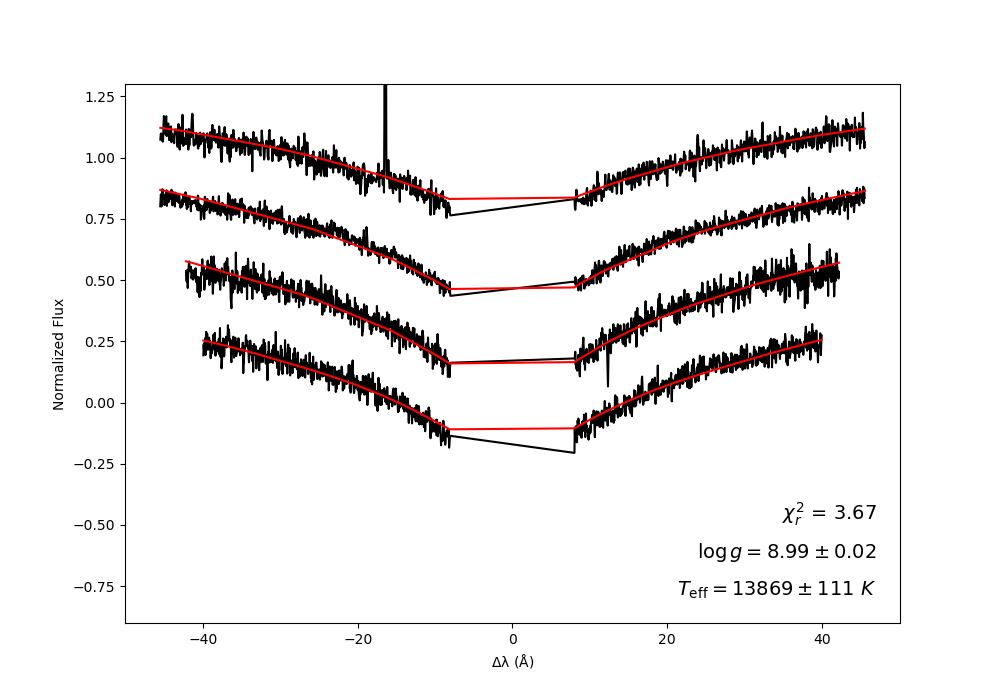 1.25
1.00
0.75
0.50
0.25
0.00
−0.25
−0.50
−0.75
Normalized Flux
χ²ᵣ = 3.67
log g = 8.99 ± 0.02
T_eff = 13869 ± 111 K
−40 −20 0 20 40
Δλ (Å)